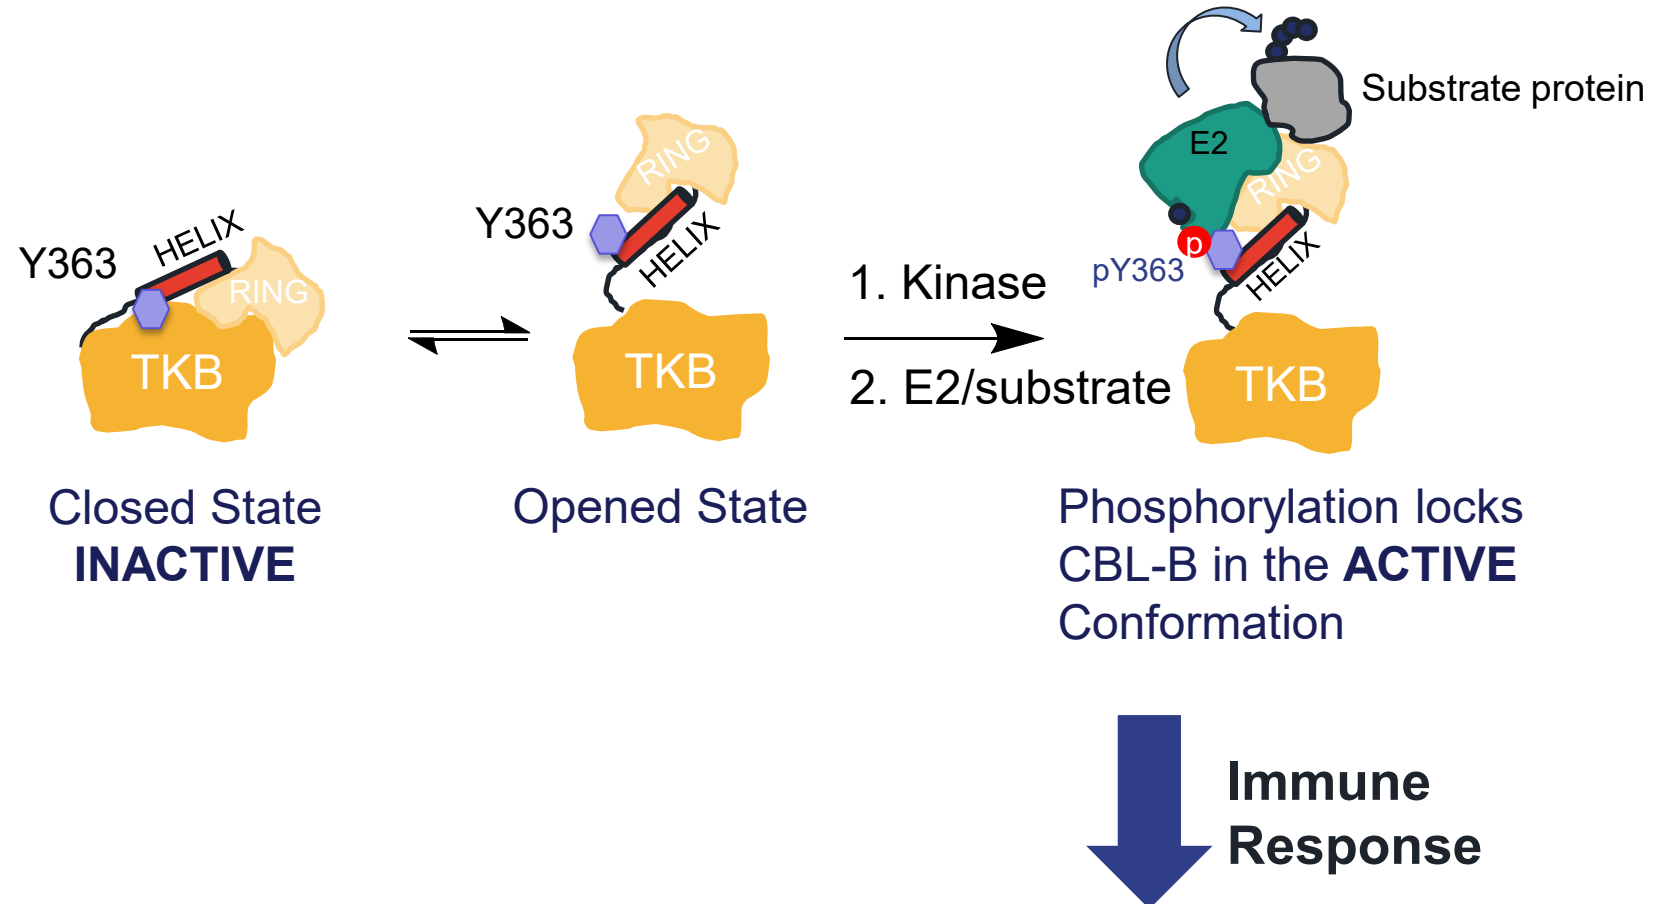 Y363
HELIX
RING
TKB
Closed State
INACTIVE
Y363
RING
HELIX
TKB
Opened State
1. Kinase
2. E2/substrate
Substrate protein
E2
RING
p
pY363
HELIX
TKB
Phosphorylation locks
CBL-B in the ACTIVE
Conformation
Immune
Response